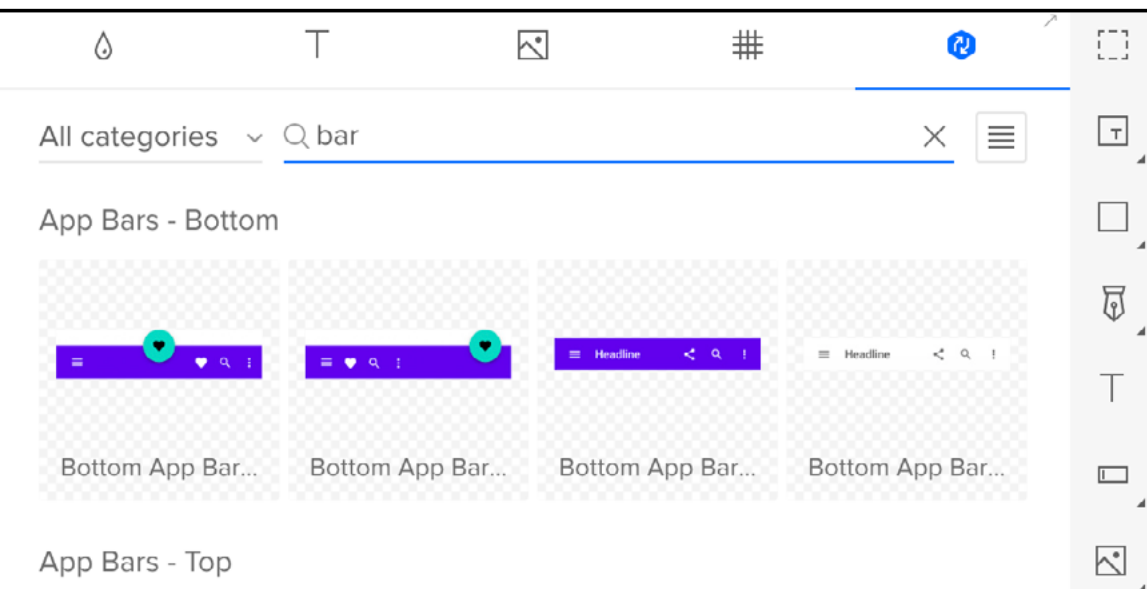 All categories bar
App Bars - Bottom
Headline Headline
Bottom App Bar... Bottom App Bar... Bottom App Bar... Bottom App Bar...
App Bars - Top